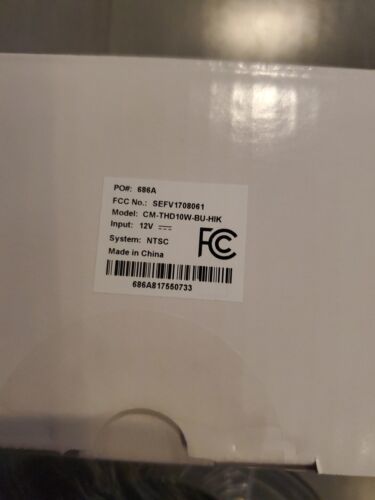 PO#: 686A
FCC No.: SEFV1708061
Model: CM-THD10W-BU-HIK
Input: 12V ⎓
System: NTSC
FC
Made in China
686A817550733